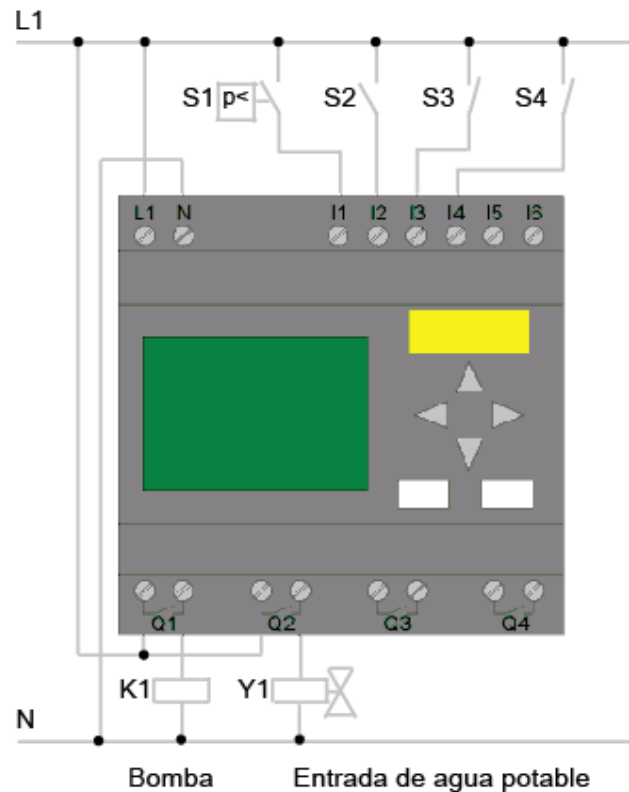 L1
S1 p< S2 S3 S4
L1 N I1 I2 I3 I4 I5 I6
Q1 Q2 Q3 Q4
K1 Y1
N
Bomba Entrada de agua potable